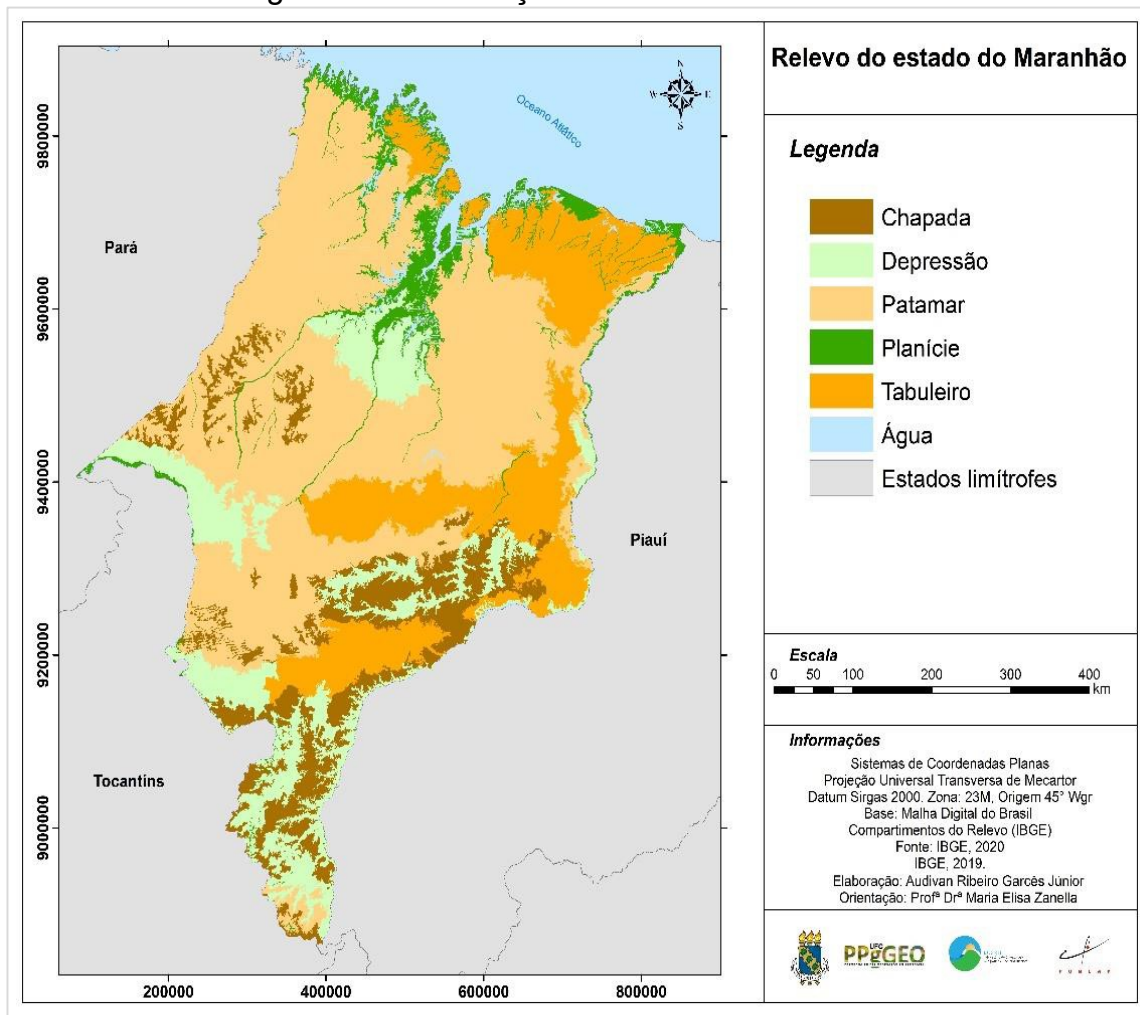 Relevo do estado do Maranhão
Legenda
Chapada
Depressão
Patamar
Planície
Tabuleiro
Água
Estados limítrofes
Escala
0 50 100 200 300 400
km
Informações
Sistemas de Coordenadas Planas
Projeção Universal Transversa de Mecartor
Datum Sirgas 2000. Zona: 23M, Origem 45° Wgr
Base: Malha Digital do Brasil
Compartimentos do Relevo (IBGE)
Fonte: IBGE, 2020
IBGE, 2019.
Elaboração: Audivan Ribeiro Garcês Júnior
Orientação: Profª Drª Maria Elisa Zanella
UFC
PPgGEO
N
W E
S
Oceano Atlático
Pará
Piauí
Tocantins
9800000
9600000
9400000
9200000
9000000
200000 400000 600000 800000